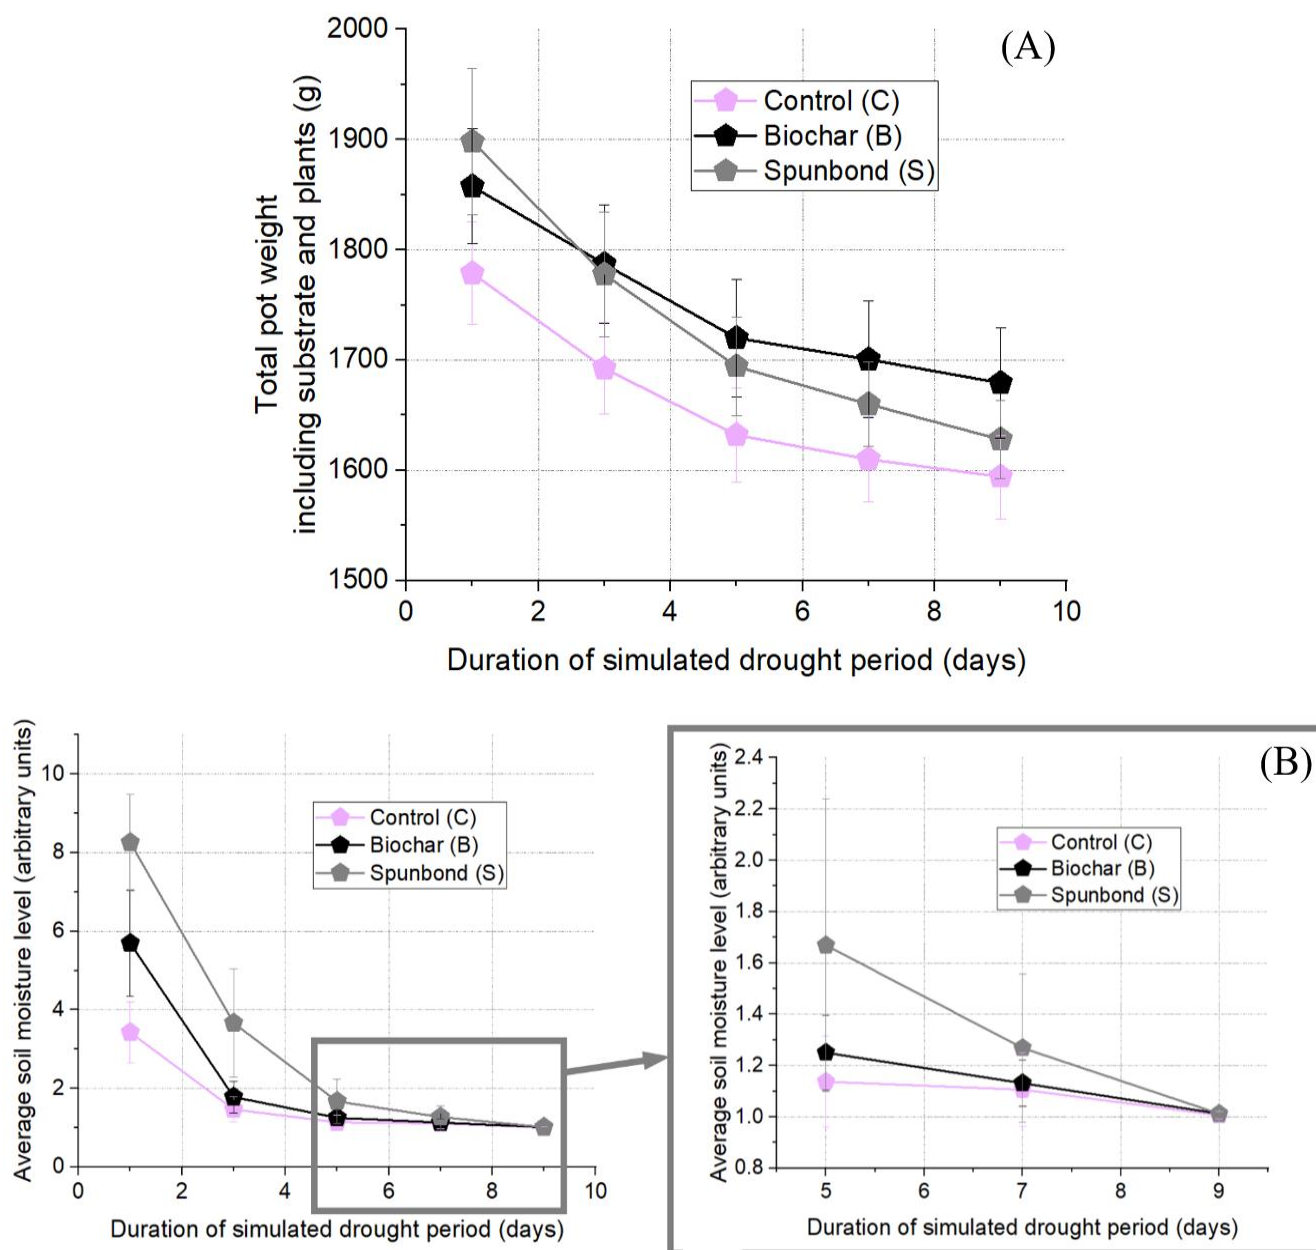 (A)
Total pot weight
including substrate and plants (g)
2000
1900
1800
1700
1600
1500
Control (C)
Biochar (B)
Spunbond (S)
0 2 4 6 8 10
Duration of simulated drought period (days)
Average soil moisture level (arbitrary units)
10
8
6
4
2
0
Control (C)
Biochar (B)
Spunbond (S)
0 2 4 6 8 10
Duration of simulated drought period (days)
(B)
Average soil moisture level (arbitrary units)
2.4
2.2
2.0
1.8
1.6
1.4
1.2
1.0
0.8
Control (C)
Biochar (B)
Spunbond (S)
5 6 7 8 9
Duration of simulated drought period (days)